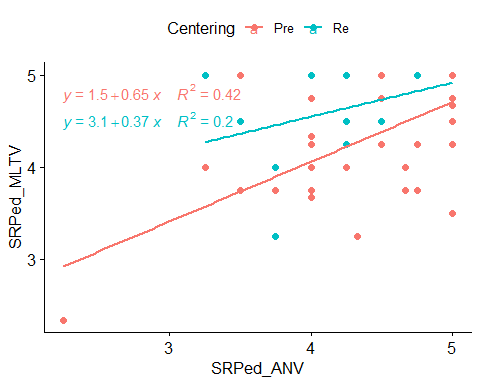 Centering a Pre a Re
y = 1.5 + 0.65 x R² = 0.42
y = 3.1 + 0.37 x R² = 0.2
5
4
3
SRPed_MLTV
3 4 5
SRPed_ANV